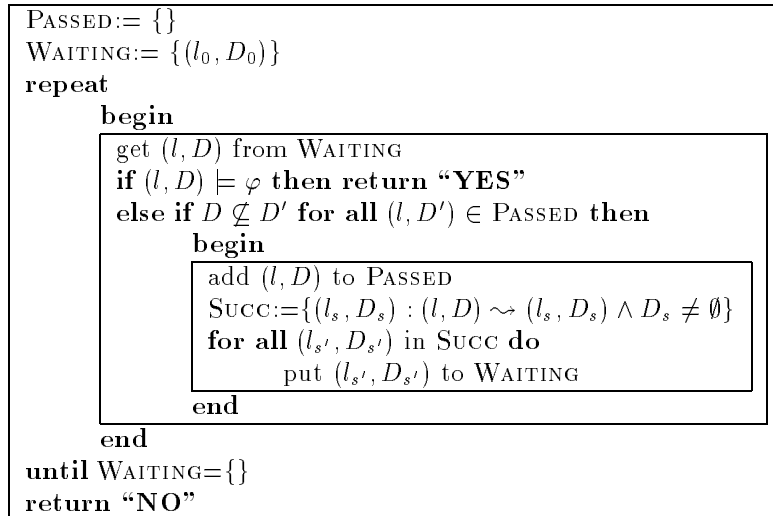 PASSED:= {}
WAITING:= {(l₀, D₀)}
repeat
begin
get (l, D) from WAITING
if (l, D) ⊨ φ then return “YES”
else if D ⊈ D′ for all (l, D′) ∈ PASSED then
begin
add (l, D) to PASSED
SUCC:={(lₛ, Dₛ) : (l, D) ⇝ (lₛ, Dₛ) ∧ Dₛ ≠ ∅}
for all (lₛ′, Dₛ′) in SUCC do
put (lₛ′, Dₛ′) to WAITING
end
end
until WAITING={}
return “NO”